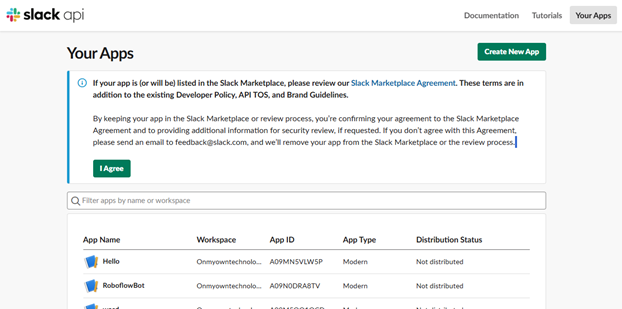 slack api
Documentation Tutorials Your Apps
Your Apps
Create New App
If your app is (or will be) listed in the Slack Marketplace, please review our Slack Marketplace Agreement. These terms are in
addition to the existing Developer Policy, API TOS, and Brand Guidelines.
By keeping your app in the Slack Marketplace or review process, you're confirming your agreement to the Slack Marketplace
Agreement and to providing additional information for security review, if requested. If you don't agree with this Agreement,
please send an email to feedback@slack.com, and we'll remove your app from the Slack Marketplace or the review process.
I Agree
Filter apps by name or workspace
App Name Workspace App ID App Type Distribution Status
Hello Onmyowntechnolo... A09MN5VLW5P Modern Not distributed
RoboflowBot Onmyowntechnolo... A09N0DRA8TV Modern Not distributed